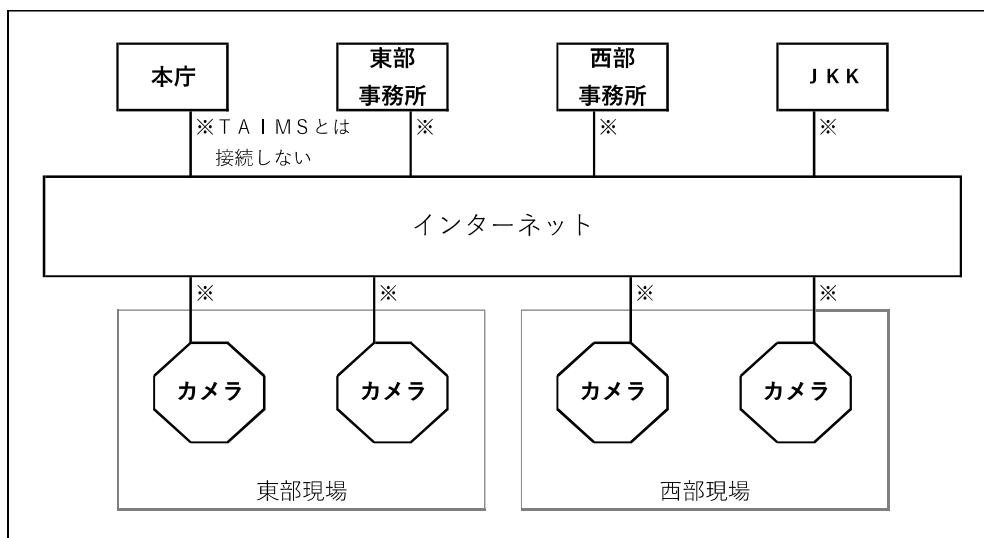 本庁
東部
事務所
西部
事務所
ＪＫＫ
※ＴＡＩＭＳとは
接続しない
※
※
※
インターネット
※
※
※
※
カメラ
カメラ
カメラ
カメラ
東部現場
西部現場